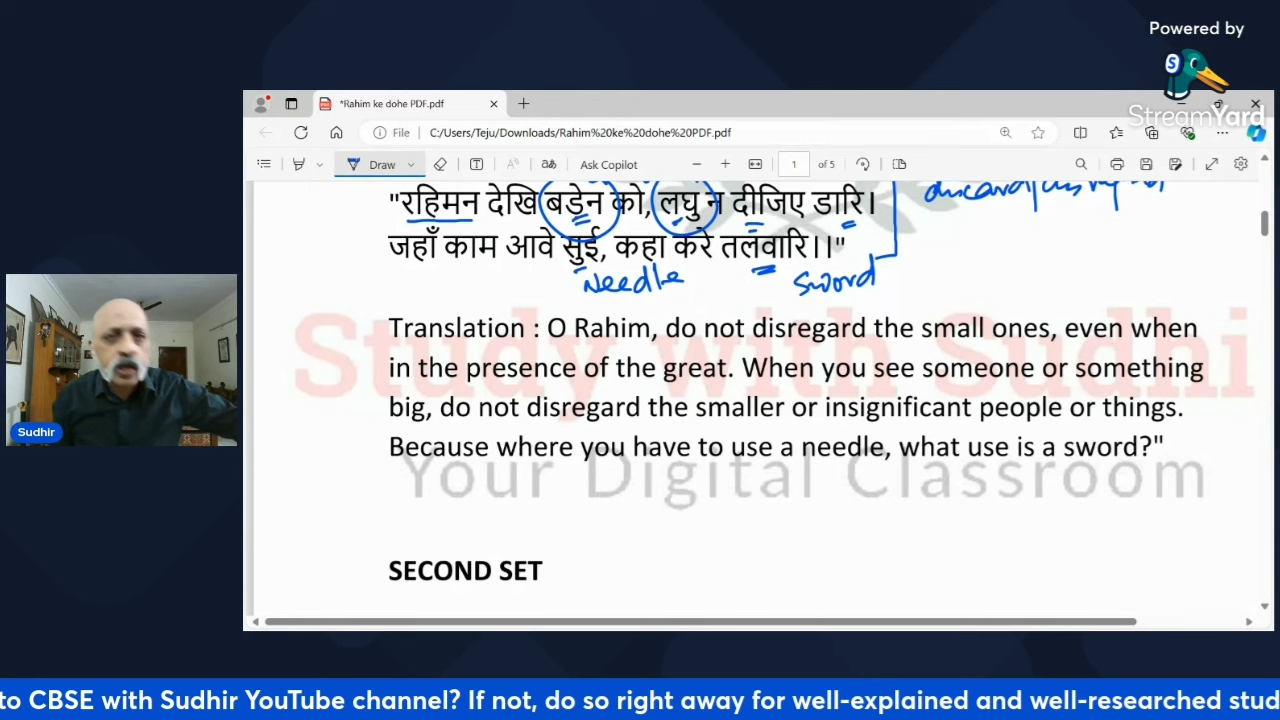 Powered by
StreamYard
*Rahim ke dohe PDF.pdf
File C:/Users/Teju/Downloads/Rahim%20ke%20dohe%20PDF.pdf
Draw Ask Copilot 1 of 5
"रहिमन देखि बड़ेन को, लघु न दीजिए डारि।
जहाँ काम आवे सुई, कहा करे तलवारि।।"
Needle sword
Translation : O Rahim, do not disregard the small ones, even when
in the presence of the great. When you see someone or something
big, do not disregard the smaller or insignificant people or things.
Because where you have to use a needle, what use is a sword?"
Study with Sudhi
Your Digital Classroom
SECOND SET
Sudhir
to CBSE with Sudhir YouTube channel? If not, do so right away for well-explained and well-researched stud